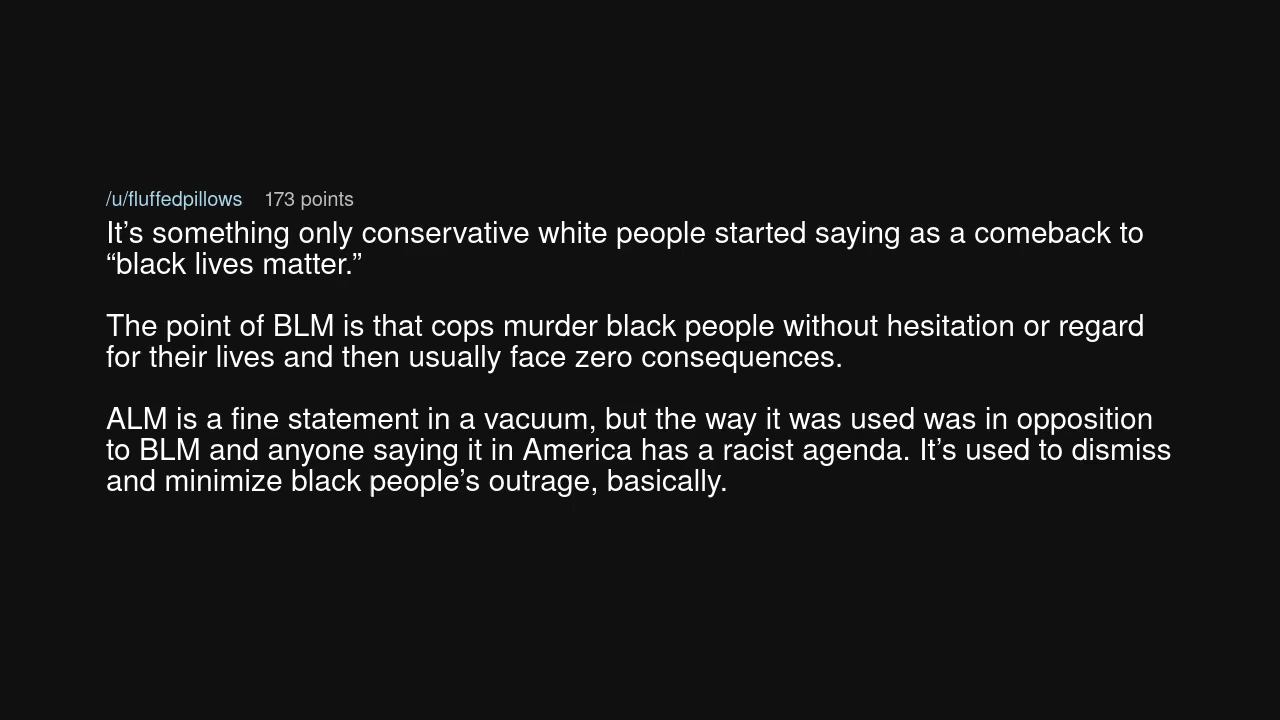 /u/fluffedpillows 173 points
It’s something only conservative white people started saying as a comeback to
“black lives matter.”
The point of BLM is that cops murder black people without hesitation or regard
for their lives and then usually face zero consequences.
ALM is a fine statement in a vacuum, but the way it was used was in opposition
to BLM and anyone saying it in America has a racist agenda. It’s used to dismiss
and minimize black people’s outrage, basically.